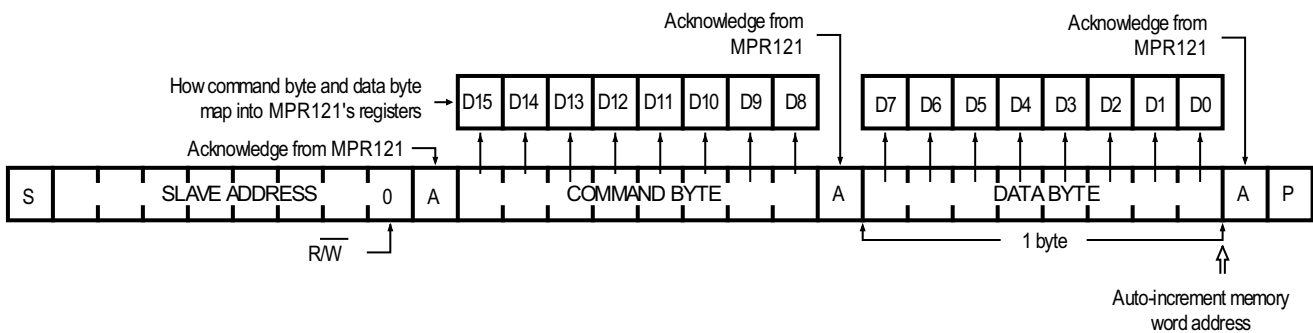 Acknowledge from
MPR121
Acknowledge from
MPR121
How command byte and data byte
map into MPR121's registers
D15 D14 D13 D12 D11 D10 D9 D8
D7 D6 D5 D4 D3 D2 D1 D0
Acknowledge from MPR121
S SLAVE ADDRESS 0 A COMMAND BYTE A DATA BYTE A P
R/W
1 byte
Auto-increment memory
word address